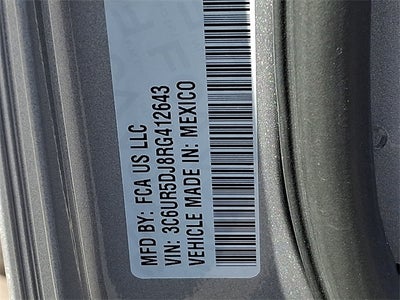 MFD BY: FCA US LLC
VIN: 3C6UR5DJ8RG412643
VEHICLE MADE IN: MEXICO